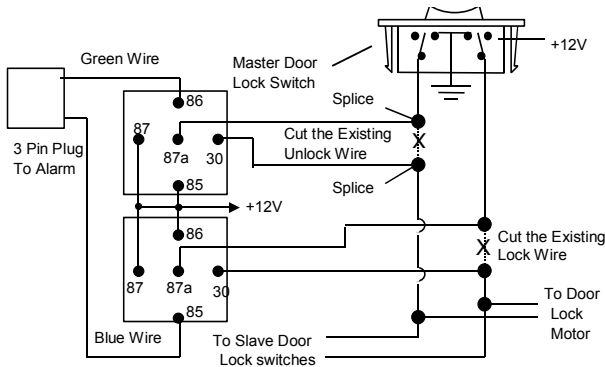 Green Wire
Master Door
Lock Switch
+12V
86
Splice
87
87a
30
Cut the Existing
Unlock Wire
X
3 Pin Plug
To Alarm
85
Splice
+12V
86
Cut the Existing
Lock Wire
X
87
87a
30
85
To Door
Lock
Motor
Blue Wire
To Slave Door
Lock switches